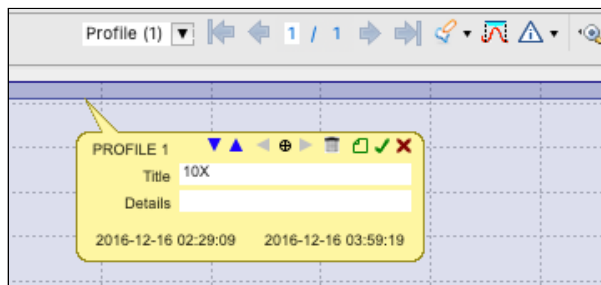 Profile (1) 1 / 1
PROFILE 1
Title 10X
Details
2016-12-16 02:29:09 2016-12-16 03:59:19